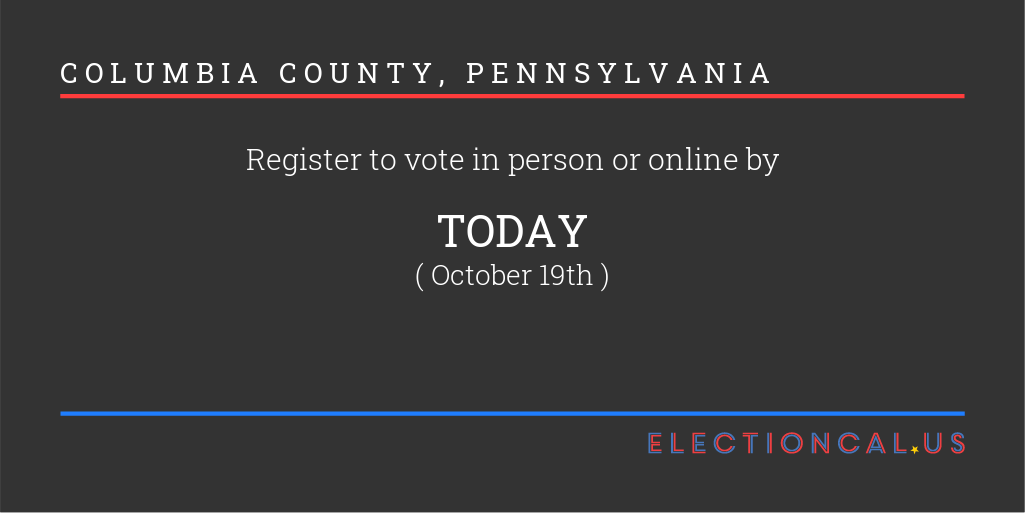 COLUMBIA COUNTY, PENNSYLVANIA
Register to vote in person or online by
TODAY
( October 19th )
ELECTIONCAL.US